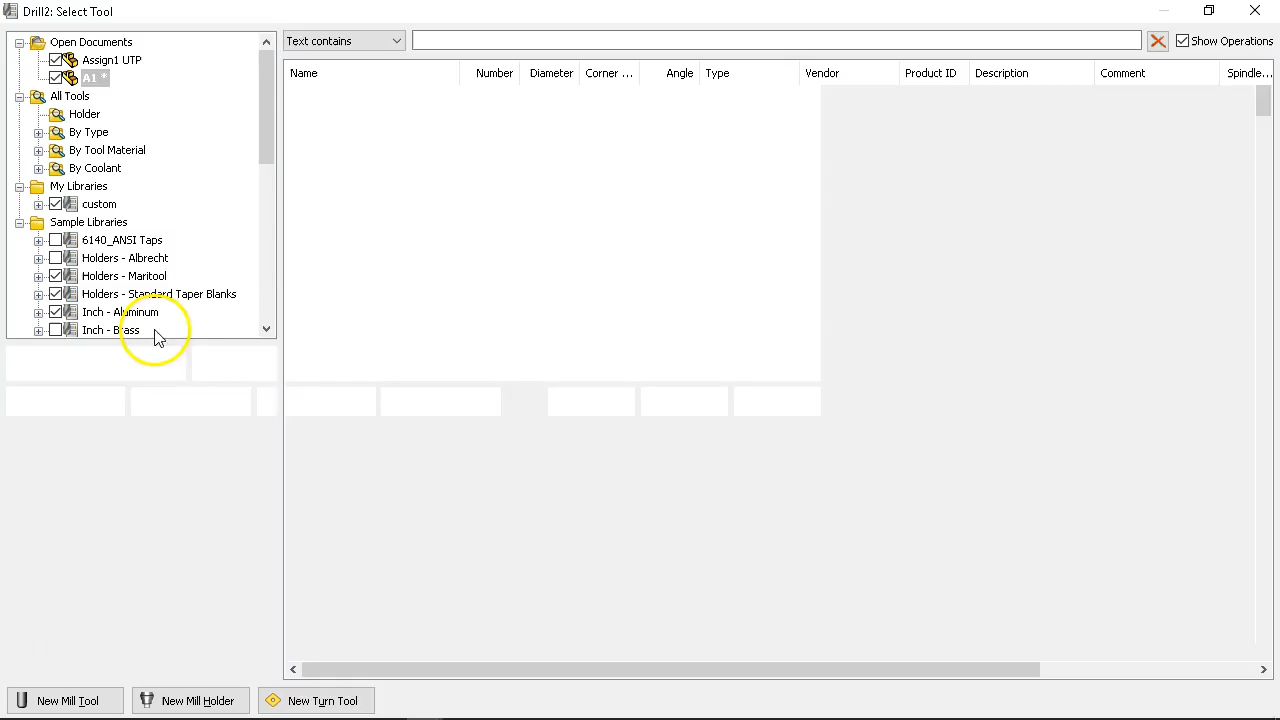 Drill2: Select Tool
Open Documents
Assign1 UTP
A1 *
All Tools
Holder
By Type
By Tool Material
By Coolant
My Libraries
custom
Sample Libraries
6140_ANSI Taps
Holders - Albrecht
Holders - Maritool
Holders - Standard Taper Blanks
Inch - Aluminum
Inch - Brass
Text contains
Show Operations
Name Number Diameter Corner ... Angle Type Vendor Product ID Description Comment Spindle...
New Mill Tool
New Mill Holder
New Turn Tool